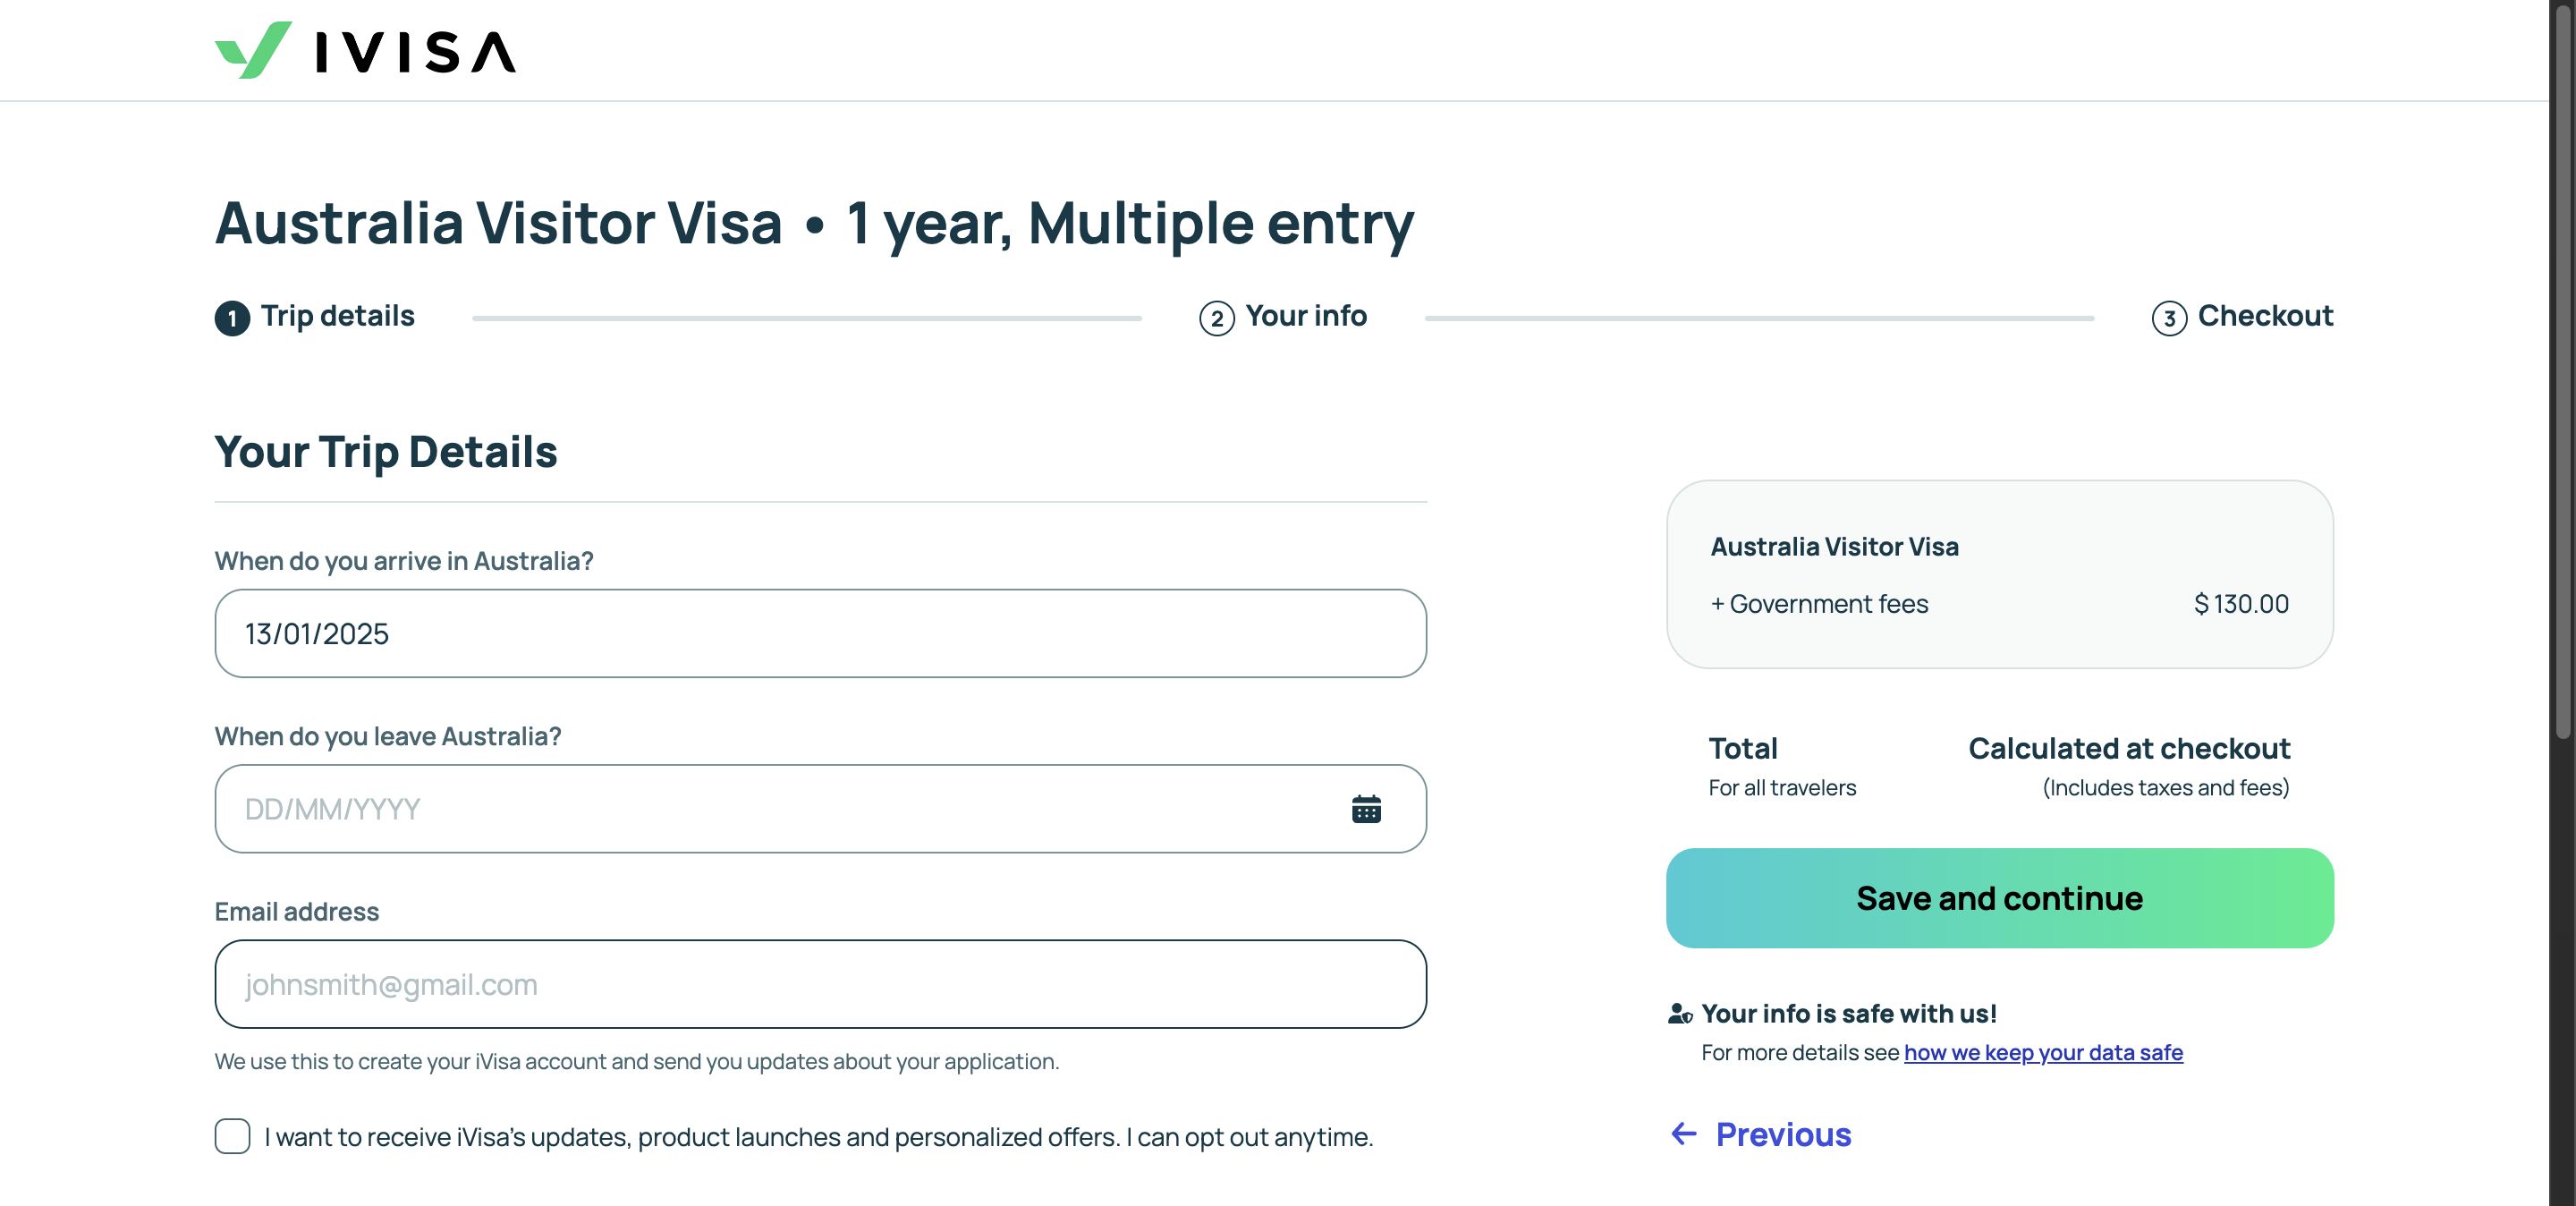 IVISA
Australia Visitor Visa • 1 year, Multiple entry
1 Trip details
2 Your info
3 Checkout
Your Trip Details
When do you arrive in Australia?
13/01/2025
When do you leave Australia?
DD/MM/YYYY
Email address
johnsmith@gmail.com
We use this to create your iVisa account and send you updates about your application.
I want to receive iVisa's updates, product launches and personalized offers. I can opt out anytime.
Australia Visitor Visa
+ Government fees $ 130.00
Total Calculated at checkout
For all travelers (Includes taxes and fees)
Save and continue
Your info is safe with us!
For more details see how we keep your data safe
← Previous